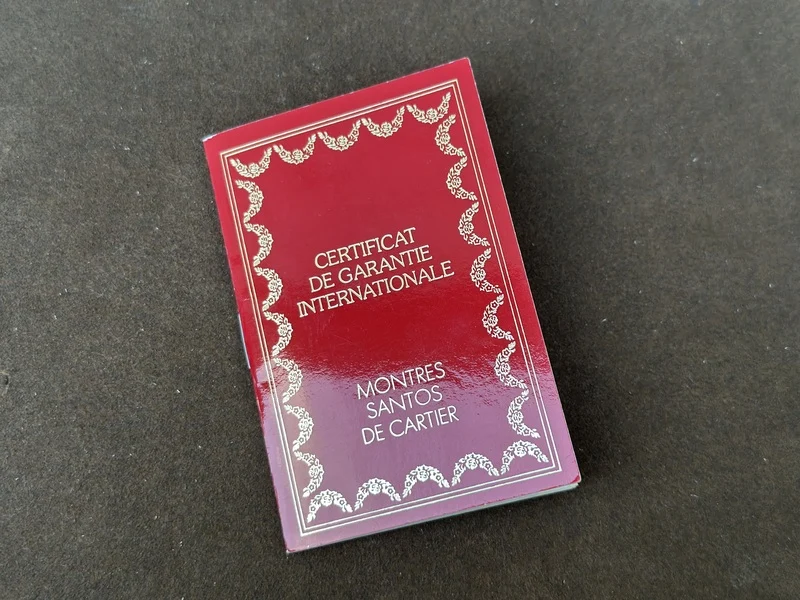 CERTIFICAT
DE GARANTIE
INTERNATIONALE
MONTRES
SANTOS
DE CARTIER